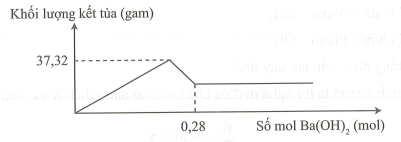 Khối lượng kết tủa (gam)
37,32
0,28
Số mol Ba(OH)₂ (mol)